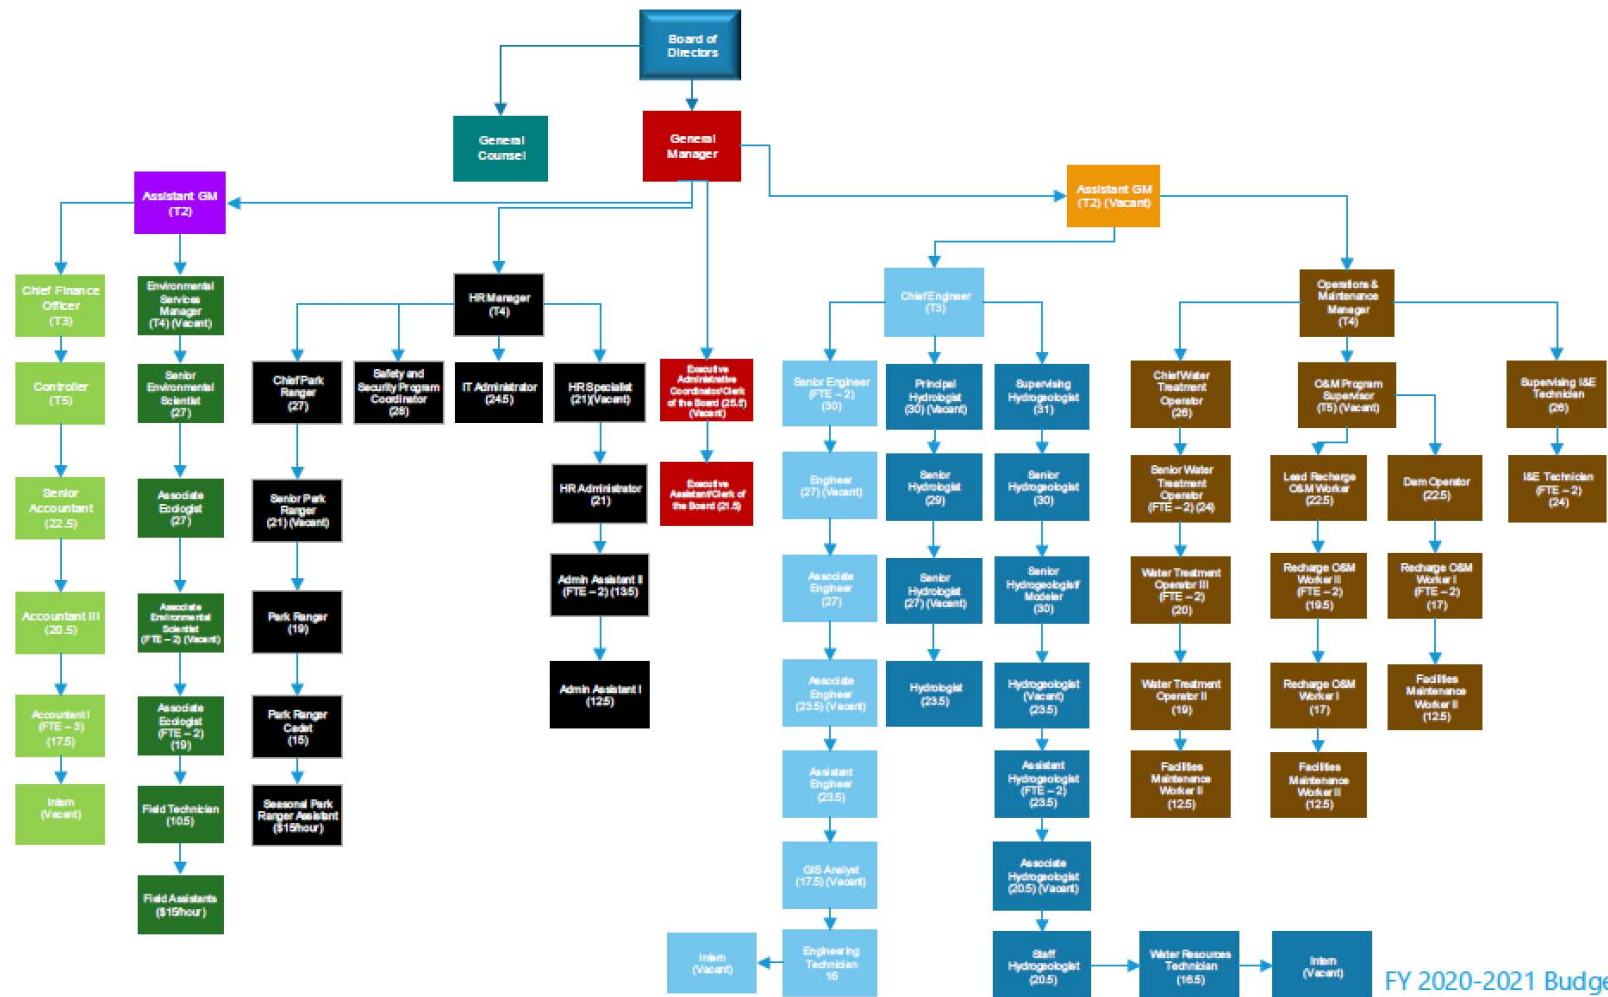 Board of
Directors
General
Counsel
General
Manager
Assistant GM
(T2)
Assistant GM
(T2) (Vacant)
Chief Finance
Officer
(T3)
Environmental
Services
Manager
(T4) (Vacant)
HR Manager
(T4)
Chief Engineer
(T3)
Operations &
Maintenance
Manager
(T4)
Controller
(T5)
Senior
Environmental
Scientist
(27)
Chief Park
Ranger
(27)
Safety and
Security Program
Coordinator
(28)
IT Administrator
(24.5)
HR Specialist
(21)(Vacant)
Executive
Administrative
Coordinator/Clerk
of the Board (25.5)
(Vacant)
Senior Engineer
(FTE – 2)
(30)
Principal
Hydrologist
(30) (Vacant)
Supervising
Hydrogeologist
(31)
Chief Water
Treatment
Operator
(26)
O&M Program
Supervisor
(T5) (Vacant)
Supervising I&E
Technician
(26)
Senior
Accountant
(22.5)
Associate
Ecologist
(27)
Senior Park
Ranger
(21) (Vacant)
HR Administrator
(21)
Executive
Assistant/Clerk of
the Board (21.5)
Engineer
(27) (Vacant)
Senior
Hydrologist
(29)
Senior
Hydrogeologist
(30)
Senior Water
Treatment
Operator
(FTE – 2) (24)
Lead Recharge
O&M Worker
(22.5)
Dam Operator
(22.5)
I&E Technician
(FTE – 2)
(24)
Accountant III
(20.5)
Associate
Environmental
Scientist
(FTE – 2) (Vacant)
Park Ranger
(19)
Admin Assistant II
(FTE – 2) (13.5)
Associate
Engineer
(27)
Senior
Hydrologist
(27) (Vacant)
Senior
Hydrogeologist/
Modeler
(30)
Water Treatment
Operator III
(FTE – 2)
(20)
Recharge O&M
Worker II
(FTE – 2)
(19.5)
Recharge O&M
Worker I
(FTE – 2)
(17)
Accountant I
(FTE – 3)
(17.5)
Associate
Ecologist
(FTE – 2)
(19)
Park Ranger
Cadet
(15)
Admin Assistant I
(12.5)
Associate
Engineer
(23.5) (Vacant)
Hydrologist
(23.5)
Hydrogeologist
(Vacant)
(23.5)
Water Treatment
Operator II
(19)
Recharge O&M
Worker I
(17)
Facilities
Maintenance
Worker II
(12.5)
Intern
(Vacant)
Field Technician
(10.5)
Seasonal Park
Ranger Assistant
($15/hour)
Assistant
Engineer
(23.5)
Assistant
Hydrogeologist
(FTE – 2)
(23.5)
Facilities
Maintenance
Worker II
(12.5)
Facilities
Maintenance
Worker II
(12.5)
Field Assistants
($15/hour)
GIS Analyst
(17.5) (Vacant)
Associate
Hydrogeologist
(20.5) (Vacant)
Intern
(Vacant)
Engineering
Technician
16
Staff
Hydrogeologist
(20.5)
Water Resources
Technician
(16.5)
Intern
(Vacant)
FY 2020-2021 Budge